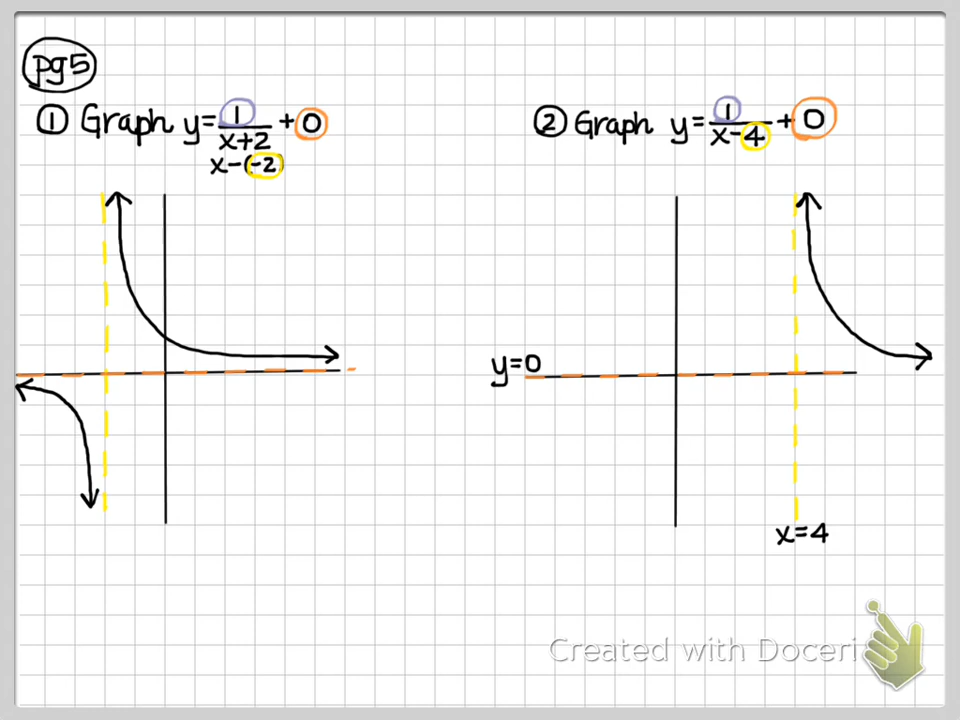 pg5
① Graph y=1/(x+2) + 0
x-(-2)
② Graph y=1/(x-4) + 0
y=0
x=4
Created with Doceri